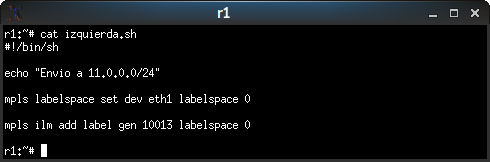 r1
r1:~# cat izquierda.sh
#!/bin/sh
echo "Envio a 11.0.0.0/24"
mpls labelspace set dev eth1 labelspace 0
mpls ilm add label gen 10013 labelspace 0
r1:~#